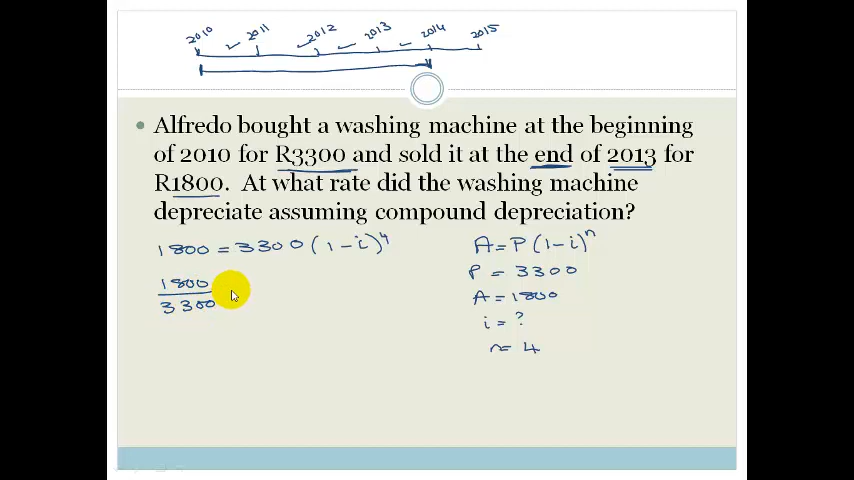 2010 2011 2012 2013 2014 2015
Alfredo bought a washing machine at the beginning
of 2010 for R3300 and sold it at the end of 2013 for
R1800. At what rate did the washing machine
depreciate assuming compound depreciation?
1800 = 3300 (1 - i)^4
1800
3300
A = P (1 - i)^n
P = 3300
A = 1800
i = ?
n = 4